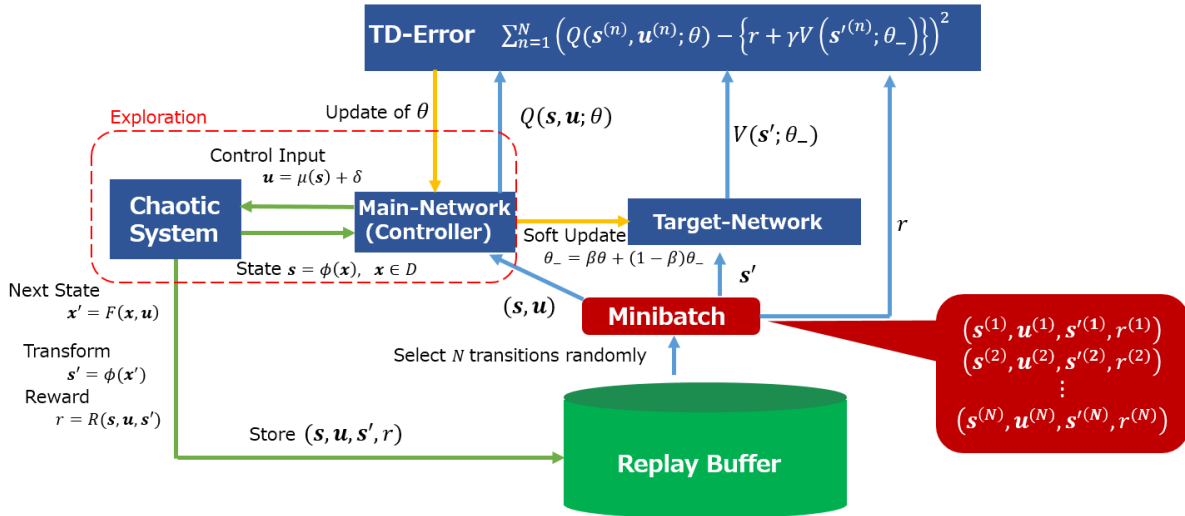 TD-Error ∑_{n=1}^{N} (Q(s^{(n)}, u^{(n)}; θ) − {r + γV(s′^{(n)}; θ_−)})^2
Update of θ
Q(s, u; θ)
V(s′; θ_−)
r
Exploration
Control Input
u = μ(s) + δ
Chaotic
System
Main-Network
(Controller)
Target-Network
Soft Update
θ_− = βθ + (1 − β)θ_−
State s = ϕ(x), x ∈ D
s′
(s, u)
Next State
x′ = F(x, u)
Transform
s′ = ϕ(x′)
Reward
r = R(s, u, s′)
Minibatch
Select N transitions randomly
Store (s, u, s′, r)
Replay Buffer
(s^{(1)}, u^{(1)}, s′^{(1)}, r^{(1)})
(s^{(2)}, u^{(2)}, s′^{(2)}, r^{(2)})
⋮
(s^{(N)}, u^{(N)}, s′^{(N)}, r^{(N)})